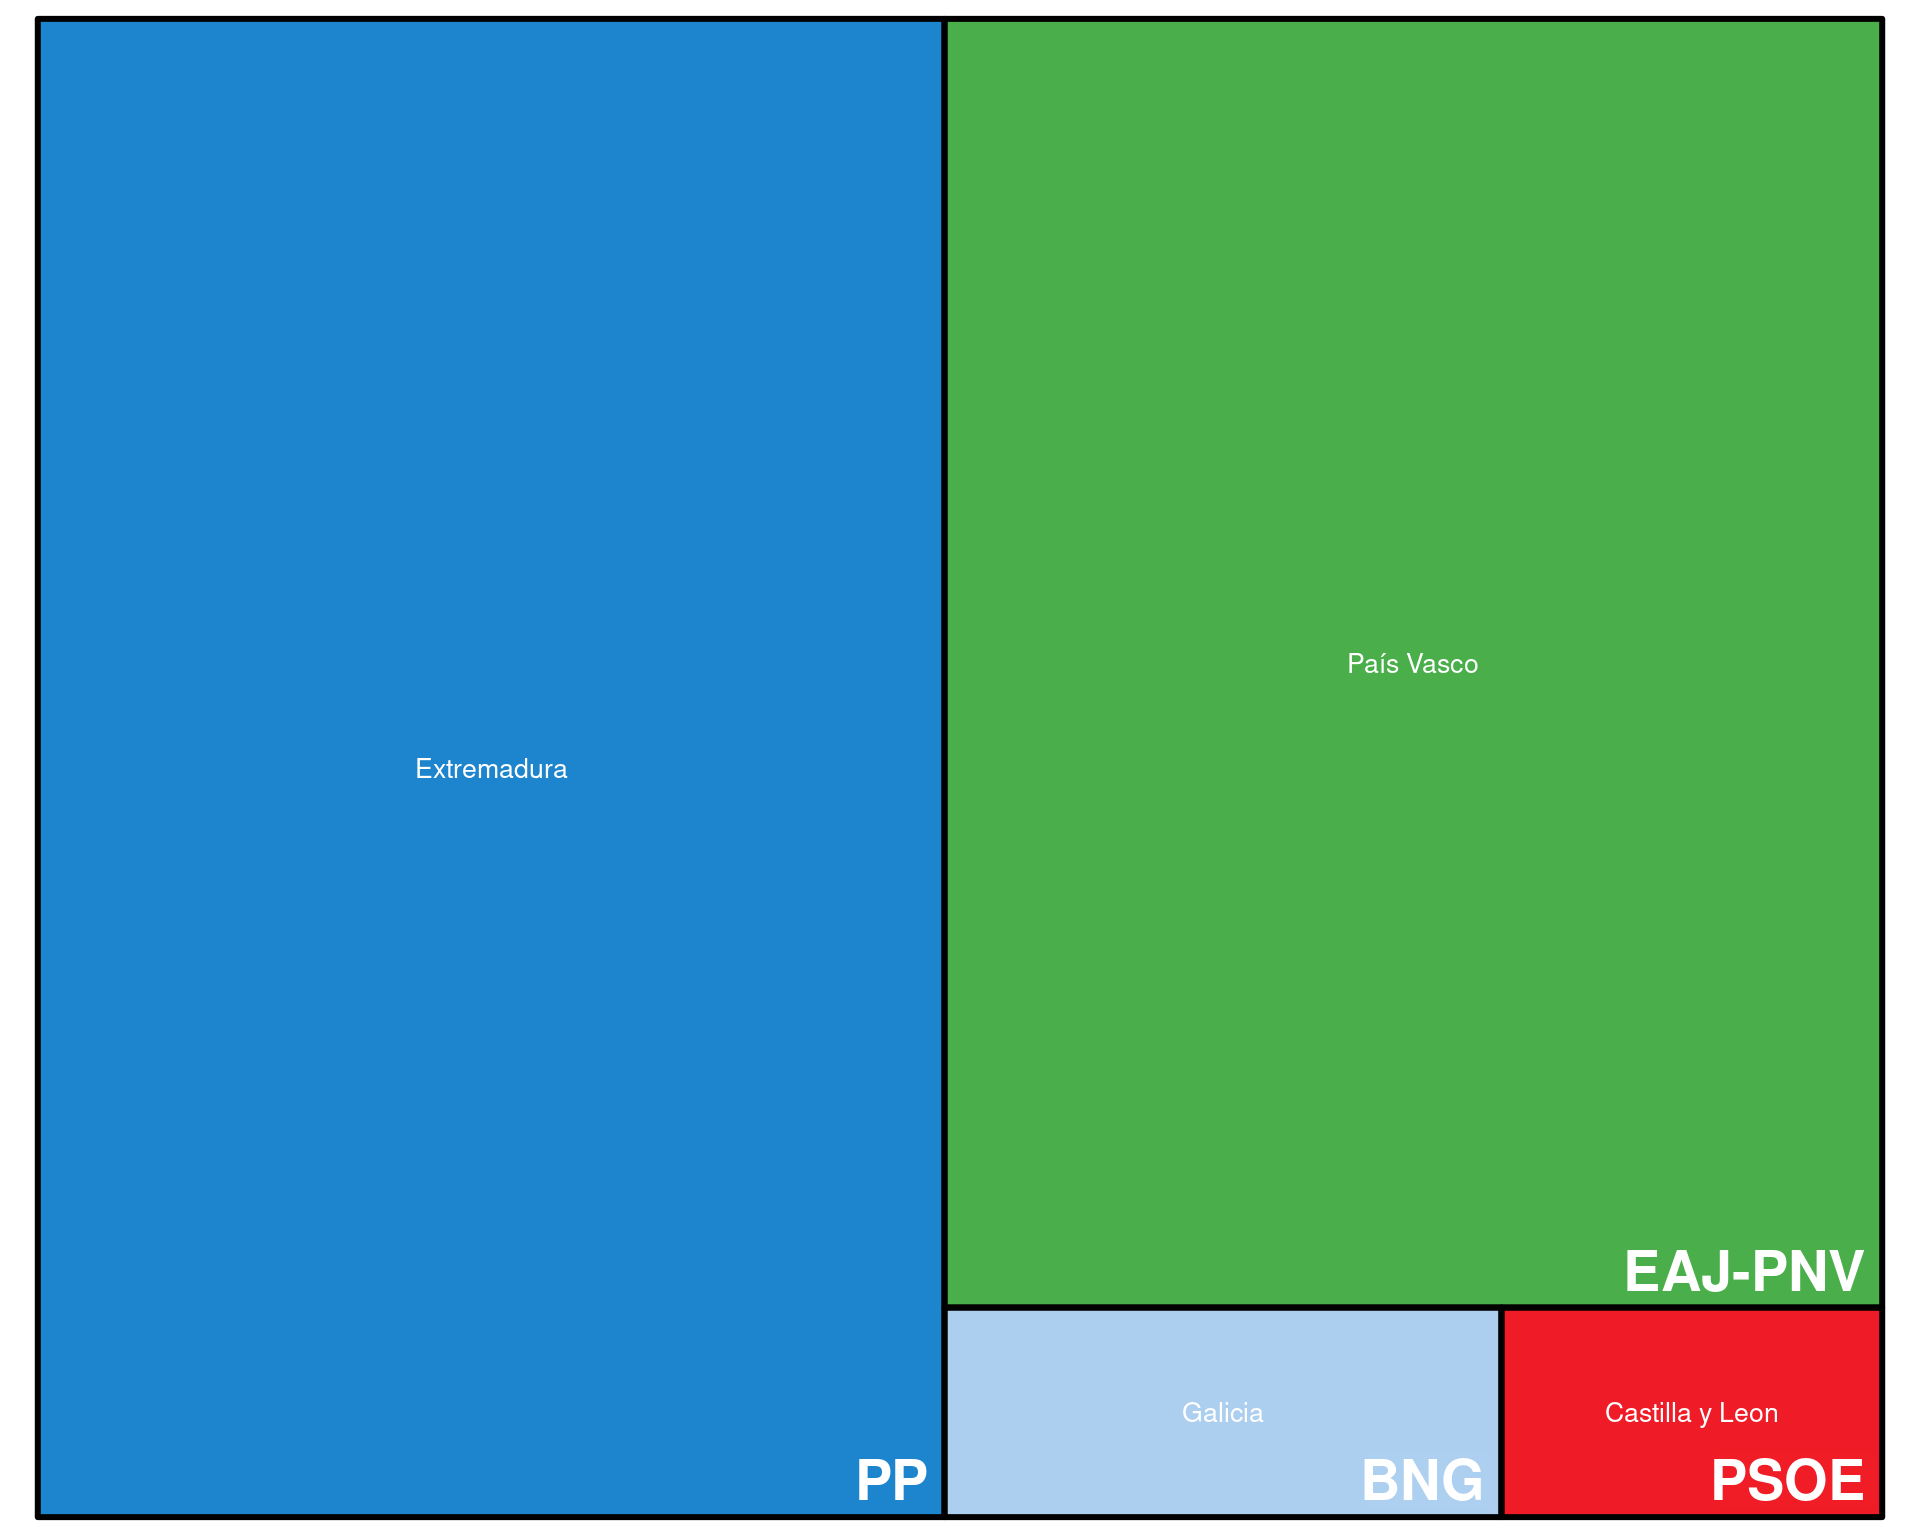 Extremadura
PP
País Vasco
EAJ-PNV
Galicia
BNG
Castilla y Leon
PSOE